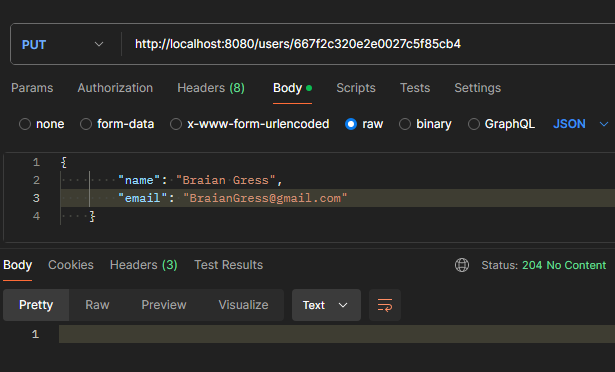 PUT http://localhost:8080/users/667f2c320e2e0027c5f85cb4
Params Authorization Headers (8) Body Scripts Tests Settings
none form-data x-www-form-urlencoded raw binary GraphQL JSON
1 {
2 "name": "Braian Gress",
3 "email": "BraianGress@gmail.com"
4 }
Body Cookies Headers (3) Test Results Status: 204 No Content
Pretty Raw Preview Visualize Text
1